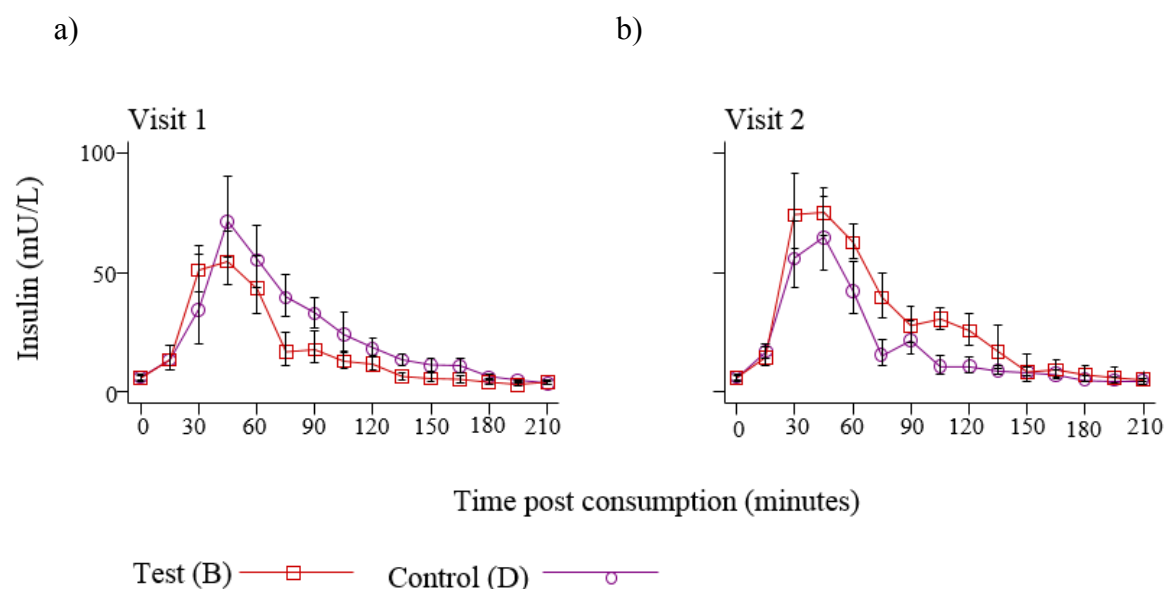 a)
b)
Visit 1
Visit 2
Insulin (mU/L)
100
50
0
0 30 60 90 120 150 180 210
0 30 60 90 120 150 180 210
Time post consumption (minutes)
Test (B)
Control (D)